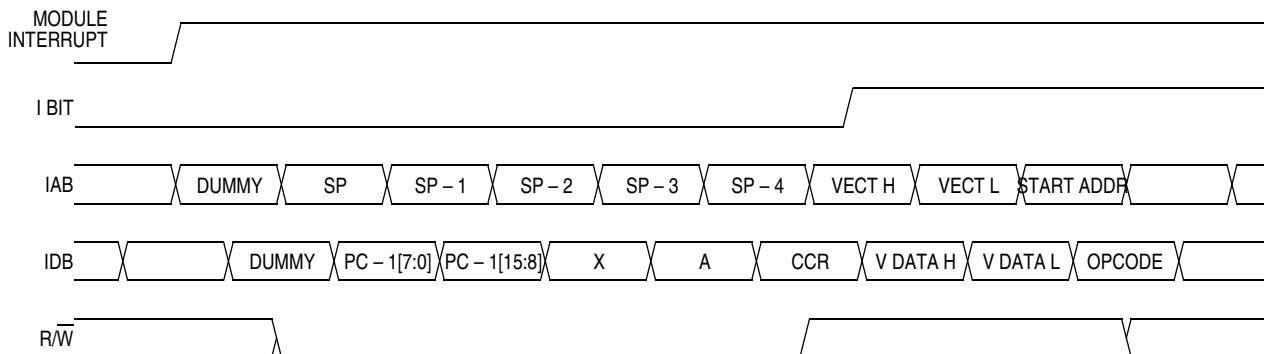 MODULE
INTERRUPT
I BIT
IAB DUMMY SP SP – 1 SP – 2 SP – 3 SP – 4 VECT H VECT L START ADDR
IDB DUMMY PC – 1[7:0] PC – 1[15:8] X A CCR V DATA H V DATA L OPCODE
R/W̅